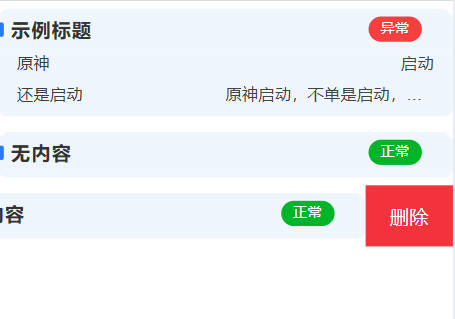 示例标题 异常
原神 启动
还是启动 原神启动，不单是启动，...
无内容 正常
容 正常 删除